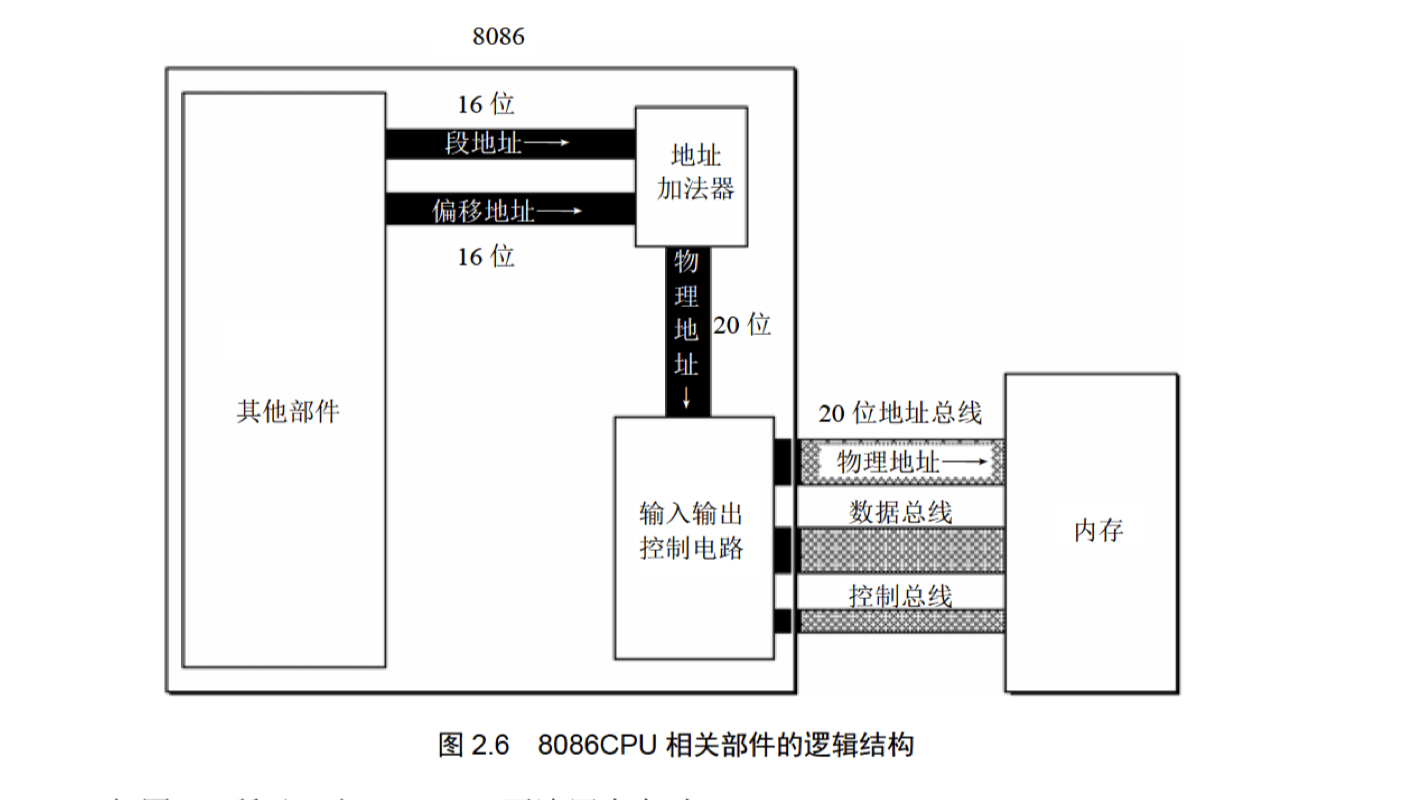 8086
16 位
段地址
地址
加法器
偏移地址
16 位
物理地址
20 位
其他部件
20 位地址总线
物理地址
输入输出
控制电路
数据总线
内存
控制总线
图 2.6 8086CPU 相关部件的逻辑结构